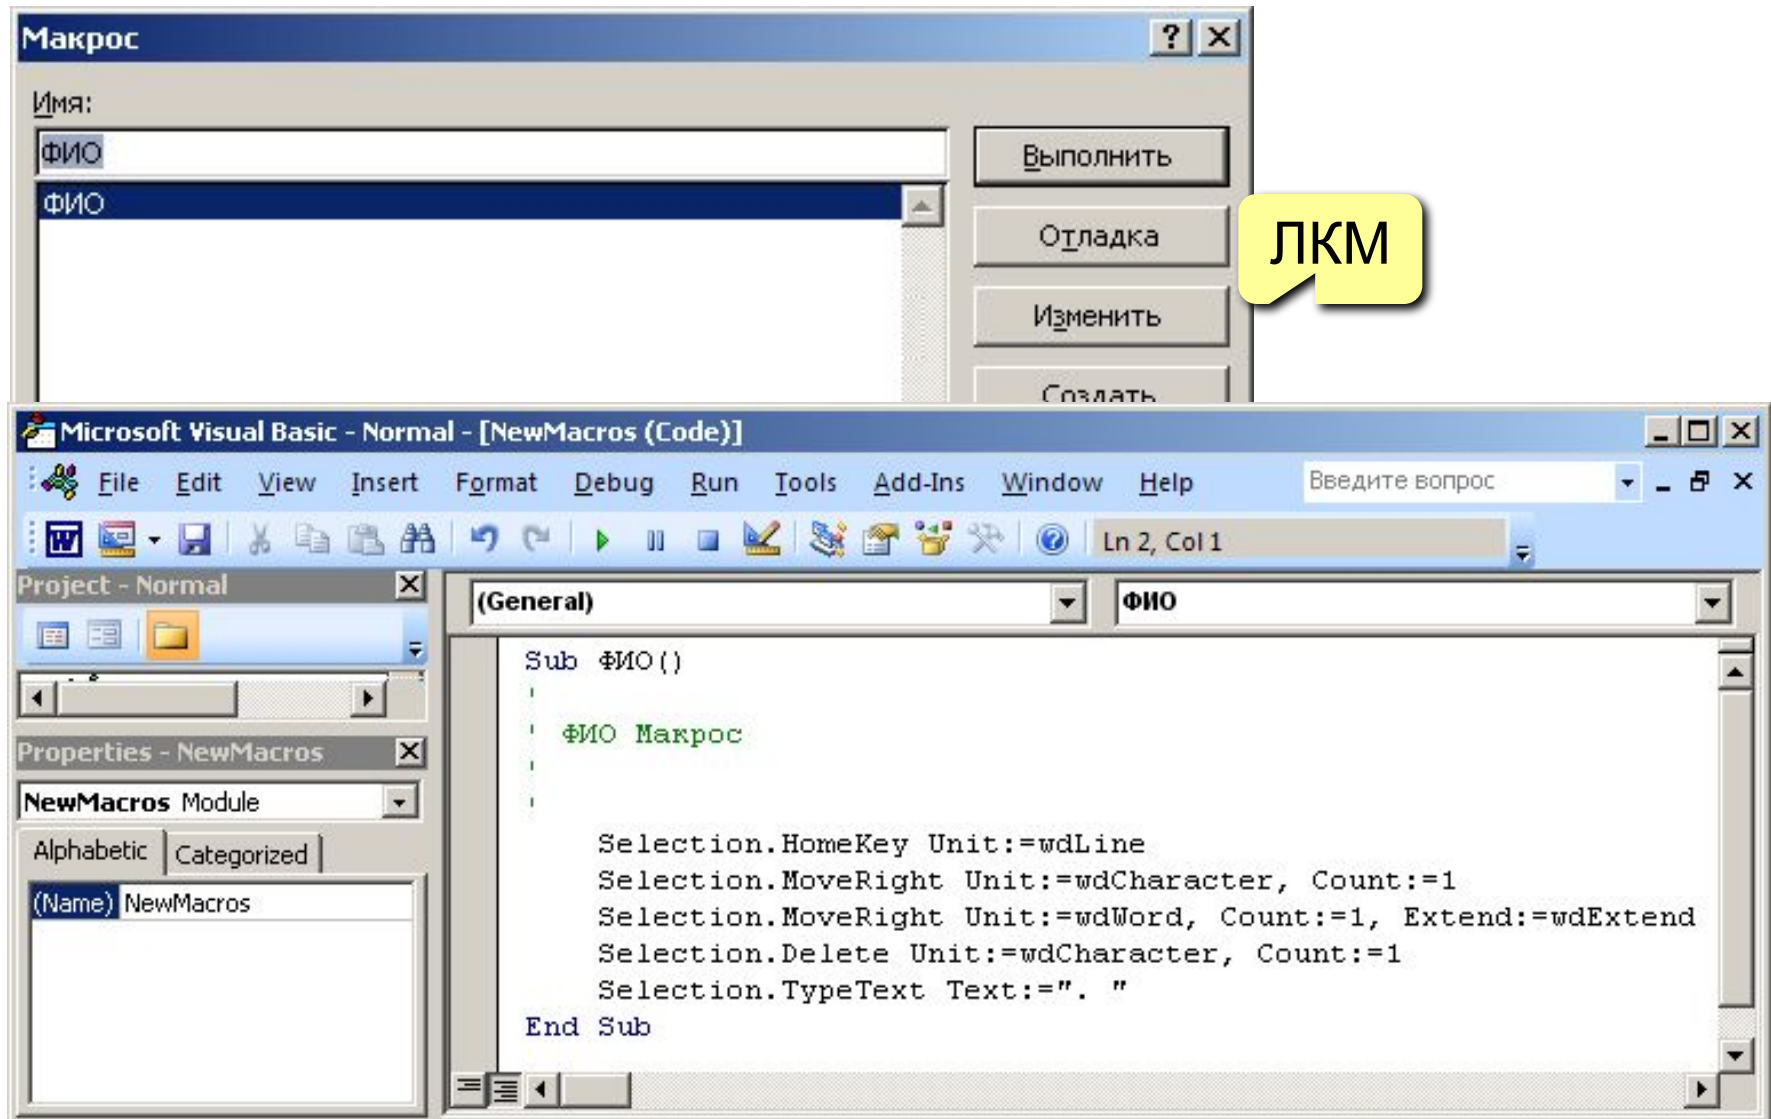 Макрос
Имя:
ФИО
ФИО
Выполнить
Отладка
Изменить
Создать
ЛКМ
Microsoft Visual Basic - Normal - [NewMacros (Code)]
File Edit View Insert Format Debug Run Tools Add-Ins Window Help Введите вопрос
Ln 2, Col 1
Project - Normal
(General) ФИО
Properties - NewMacros
NewMacros Module
Alphabetic Categorized
(Name) NewMacros
Sub ФИО()
'
' ФИО Макрос
'
'
Selection.HomeKey Unit:=wdLine
Selection.MoveRight Unit:=wdCharacter, Count:=1
Selection.MoveRight Unit:=wdWord, Count:=1, Extend:=wdExtend
Selection.Delete Unit:=wdCharacter, Count:=1
Selection.TypeText Text:=". "
End Sub